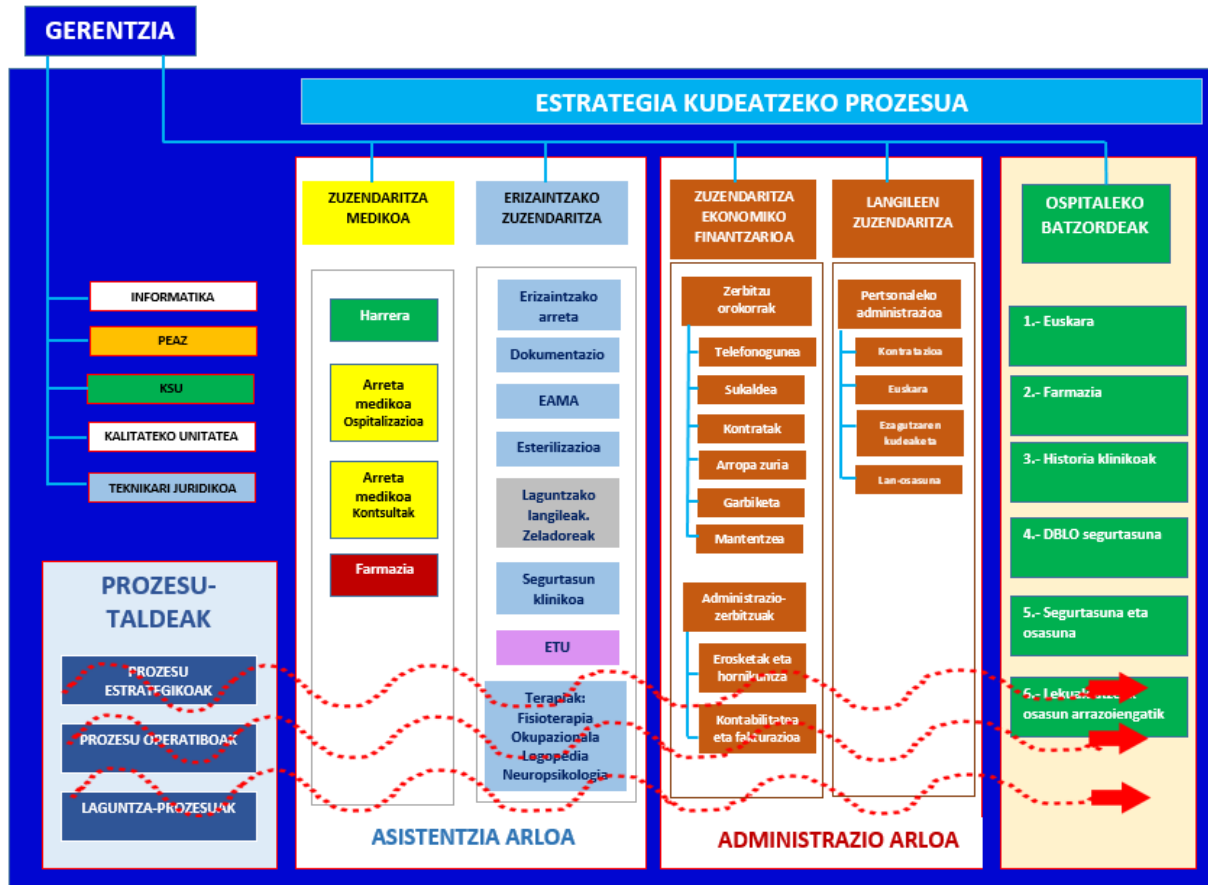 GERENTZIA
ESTRATEGIA KUDEATZEKO PROZESUA
INFORMATIKA
PEAZ
KSU
KALITATEKO UNITATEA
TEKNIKARI JURIDIKOA
PROZESU-
TALDEAK
PROZESU
ESTRATEGIKOAK
PROZESU OPERATIBOAK
LAGUNTZA-PROZESUAK
ZUZENDARITZA
MEDIKOA
Harrera
Arreta
medikoa
Ospitalizazioa
Arreta
medikoa
Kontsultak
Farmazia
ERIZAINTZAKO
ZUZENDARITZA
Erizaintzako
arreta
Dokumentazio
EAMA
Esterilizazioa
Laguntzako
langileak.
Zeladoreak
Segurtasun
klinikoa
ETU
Terapiak:
Fisioterapia
Okupazionala
Logopedia
Neuropsikologia
ASISTENTZIA ARLOA
ZUZENDARITZA
EKONOMIKO
FINANTZARIOA
Zerbitzu
orokorrak
Telefonogunea
Sukaldea
Kontratak
Arropa zuria
Garbiketa
Mantentzea
Administrazio-
zerbitzuak
Erosketak eta
hornikuntza
Kontabilitatea
eta fakturazioa
LANGILEEN
ZUZENDARITZA
Pertsonaleko
administrazioa
Kontratazioa
Euskara
Ezagutzaren
kudeaketa
Lan-osasuna
ADMINISTRAZIO ARLOA
OSPITALEKO
BATZORDEAK
1.- Euskara
2.- Farmazia
3.- Historia klinikoak
4.- DBLO segurtasuna
5.- Segurtasuna eta
osasuna
6.- osasun arrazoiengatik